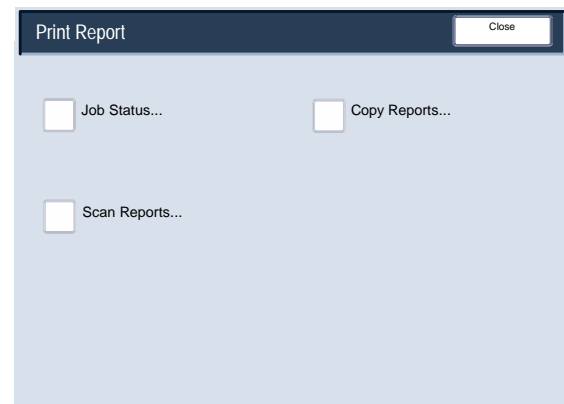 Print Report
Close
Job Status...
Copy Reports...
Scan Reports...